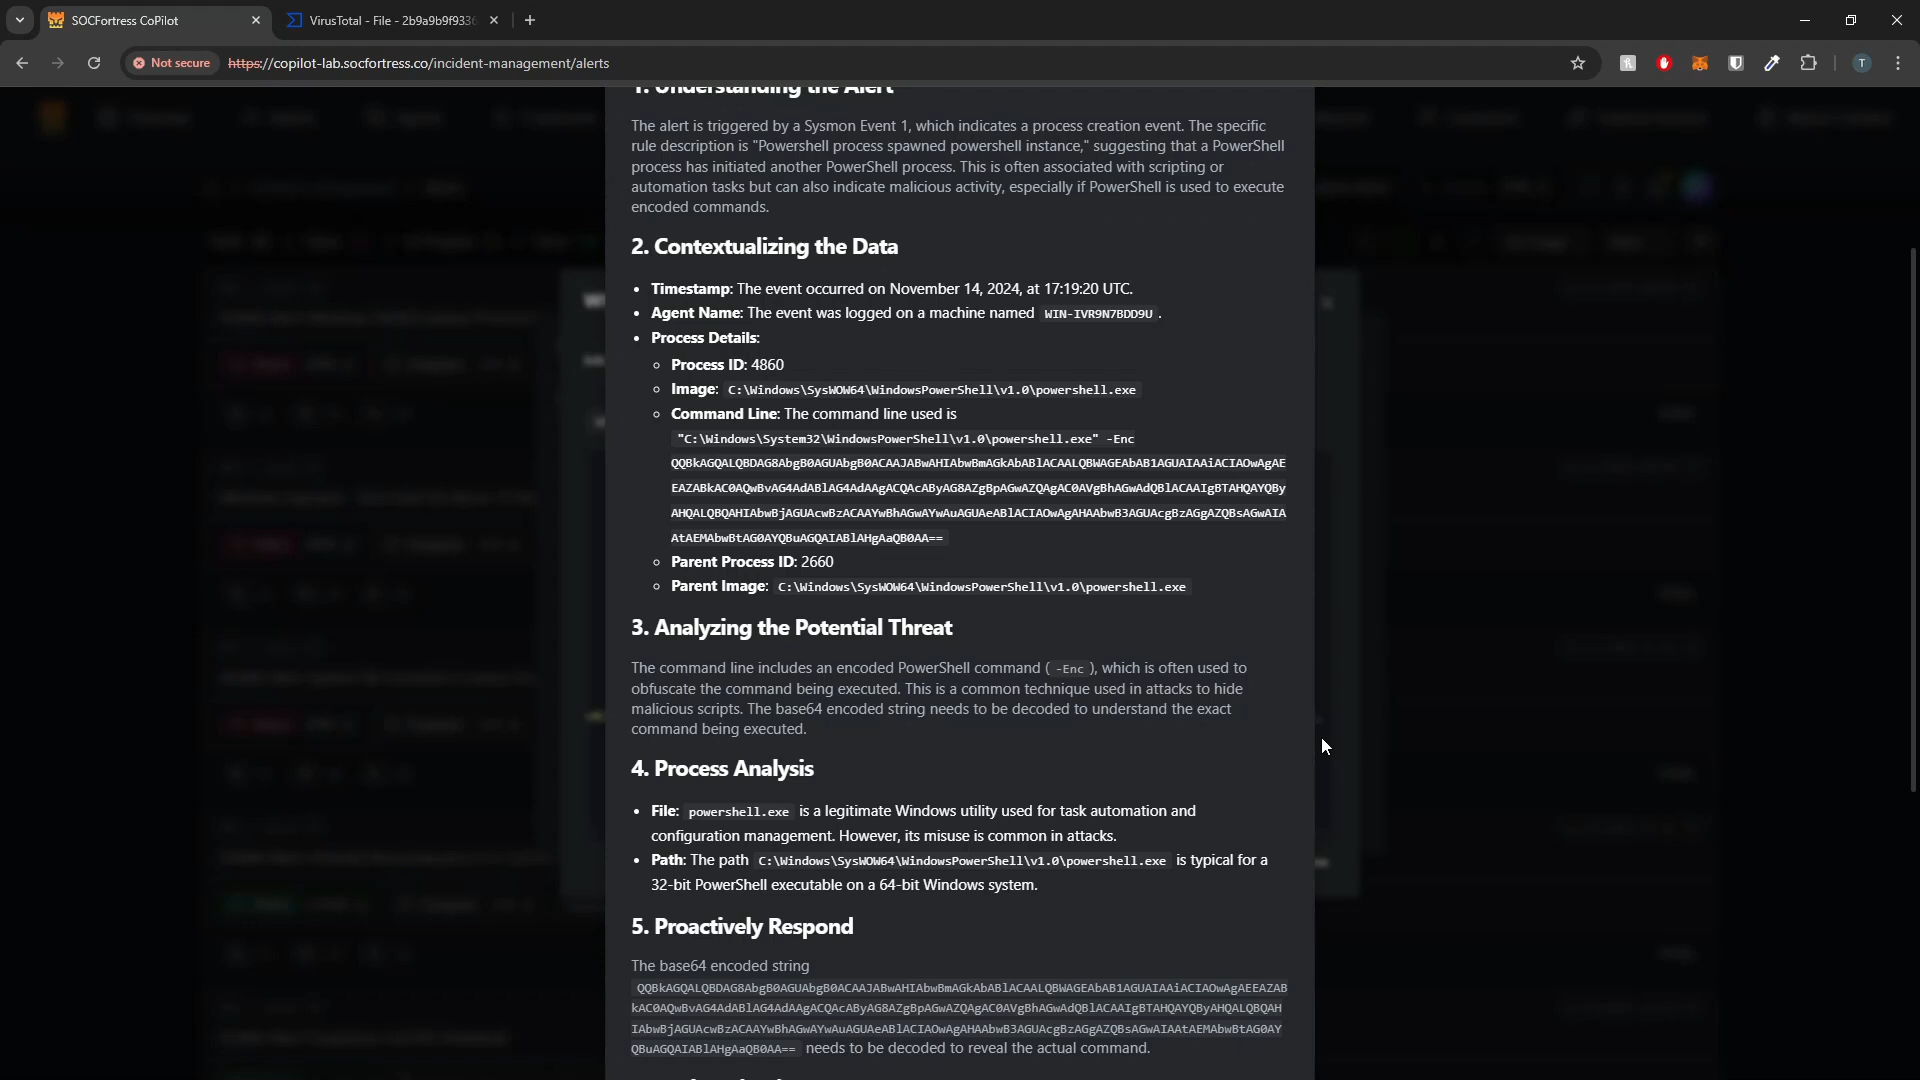 SOCFortress CoPilot
VirusTotal - File - 2b9a9b9f933
Not secure
https://copilot-lab.socfortress.co/incident-management/alerts
T
1. Understanding the Alert
The alert is triggered by a Sysmon Event 1, which indicates a process creation event. The specific
rule description is "Powershell process spawned powershell instance," suggesting that a PowerShell
process has initiated another PowerShell process. This is often associated with scripting or
automation tasks but can also indicate malicious activity, especially if PowerShell is used to execute
encoded commands.
2. Contextualizing the Data
• Timestamp: The event occurred on November 14, 2024, at 17:19:20 UTC.
• Agent Name: The event was logged on a machine named WIN-IVR9N7BDD9U .
• Process Details:
Process ID: 4860
Image: C:\Windows\SysWOW64\WindowsPowerShell\v1.0\powershell.exe
Command Line: The command line used is
"C:\Windows\System32\WindowsPowerShell\v1.0\powershell.exe" -Enc
QQBkAGQALQBDAG8AbgB0AGUAbgB0ACAAJABwAHIAbwBmAGkAbABlACAALQBWAGEAbAB1AGUAIAAiACIAOwAgAE
EAZABkAC0AQwBvAG4AdABlAG4AdAAgACQAcAByAG8AZgBpAGwAZQAgAC0AVgBhAGwAdQBlACAAIgBTAHQAYQBy
AHQALQBQAHIAbwBjAGUAcwBzACAAYwBhAGwAYwAuAGUAeABlACIAOwAgAHAAbwB3AGUAcgBzAGgAZQBsAGwAIA
AtAEMAbwBtAG0AYQBuAGQAIABlAHgAaQB0AA==
Parent Process ID: 2660
Parent Image: C:\Windows\SysWOW64\WindowsPowerShell\v1.0\powershell.exe
3. Analyzing the Potential Threat
The command line includes an encoded PowerShell command ( -Enc ), which is often used to
obfuscate the command being executed. This is a common technique used in attacks to hide
malicious scripts. The base64 encoded string needs to be decoded to understand the exact
command being executed.
4. Process Analysis
• File: powershell.exe is a legitimate Windows utility used for task automation and
configuration management. However, its misuse is common in attacks.
• Path: The path C:\Windows\SysWOW64\WindowsPowerShell\v1.0\powershell.exe is typical for a
32-bit PowerShell executable on a 64-bit Windows system.
5. Proactively Respond
The base64 encoded string
QQBkAGQALQBDAG8AbgB0AGUAbgB0ACAAJABwAHIAbwBmAGkAbABlACAALQBWAGEAbAB1AGUAIAAiACIAOwAgAEEAZAB
kAC0AQwBvAG4AdABlAG4AdAAgACQAcAByAG8AZgBpAGwAZQAgAC0AVgBhAGwAdQBlACAAIgBTAHQAYQByAHQALQBQAH
IAbwBjAGUAcwBzACAAYwBhAGwAYwAuAGUAeABlACIAOwAgAHAAbwB3AGUAcgBzAGgAZQBsAGwAIAAtAEMAbwBtAG0AY
QBuAGQAIABlAHgAaQB0AA== needs to be decoded to reveal the actual command.